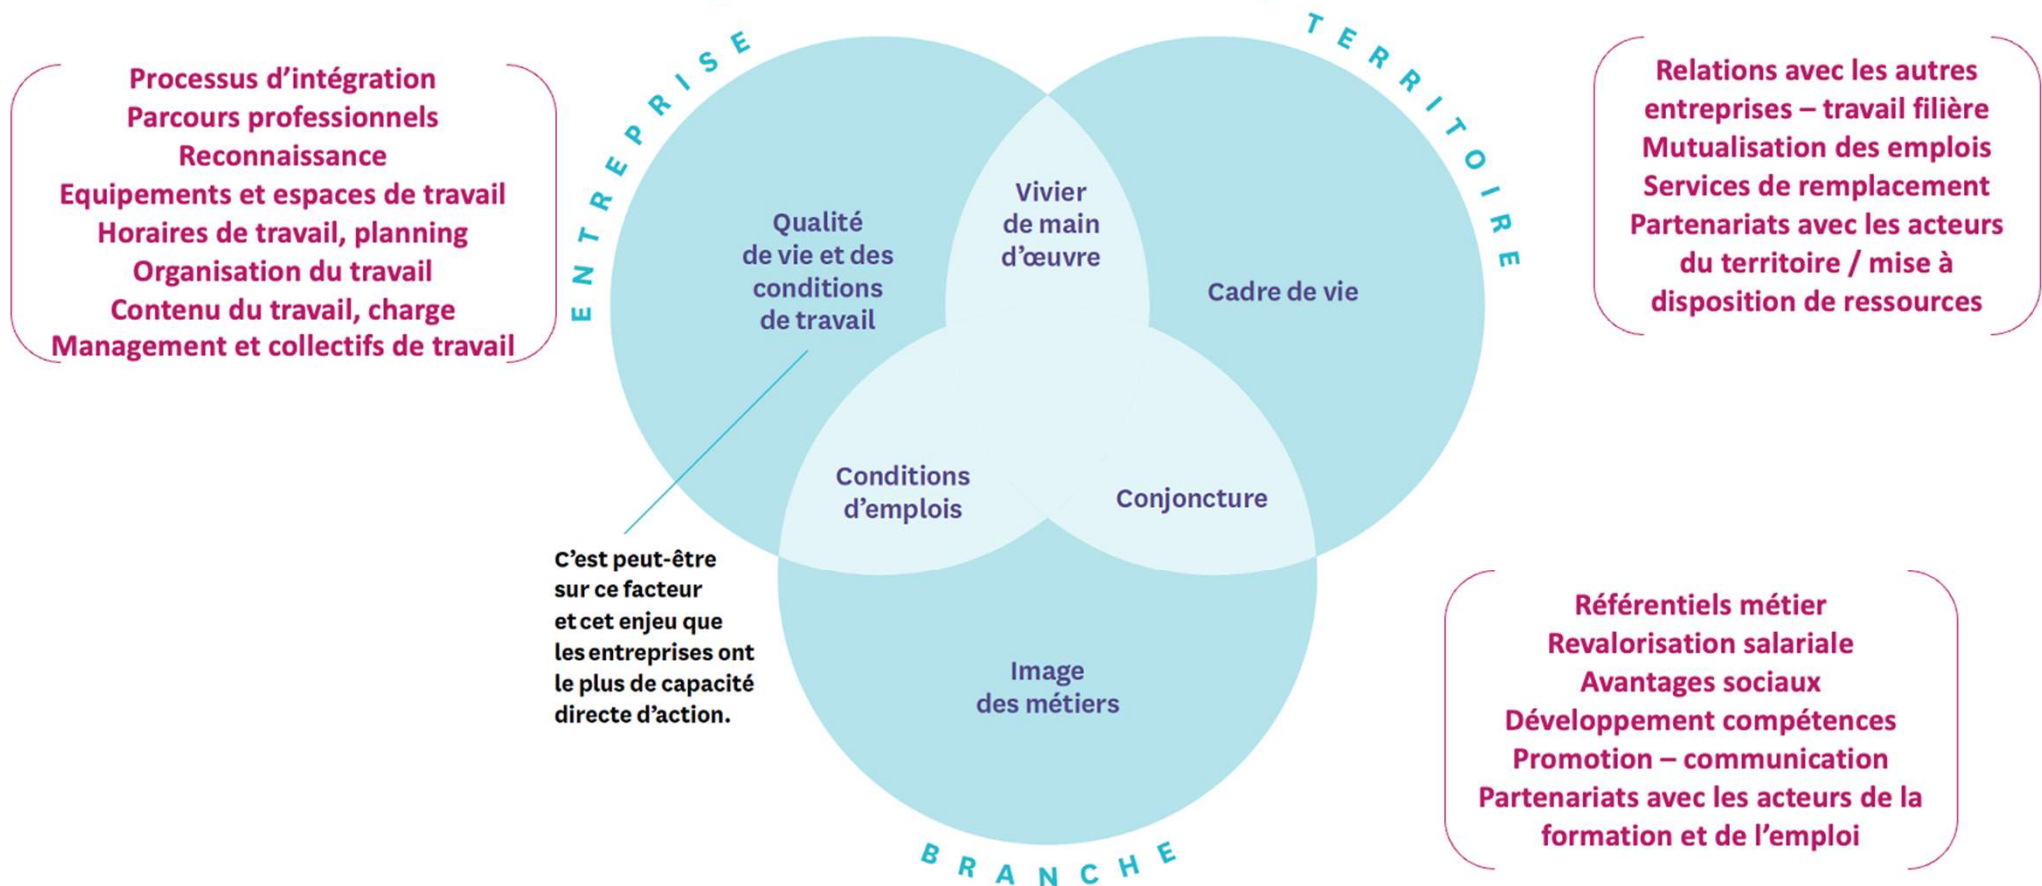 ENTREPRISE
TERRITOIRE
Processus d’intégration
Parcours professionnels
Reconnaissance
Equipements et espaces de travail
Horaires de travail, planning
Organisation du travail
Contenu du travail, charge
Management et collectifs de travail
Qualité
de vie et des
conditions
de travail
Vivier
de main
d’œuvre
Cadre de vie
Relations avec les autres
entreprises – travail filière
Mutualisation des emplois
Services de remplacement
Partenariats avec les acteurs
du territoire / mise à
disposition de ressources
Conditions
d’emplois
Conjoncture
C’est peut-être
sur ce facteur
et cet enjeu que
les entreprises ont
le plus de capacité
directe d’action.
Image
des métiers
Référentiels métier
Revalorisation salariale
Avantages sociaux
Développement compétences
Promotion – communication
Partenariats avec les acteurs de la
formation et de l’emploi
BRANCHE